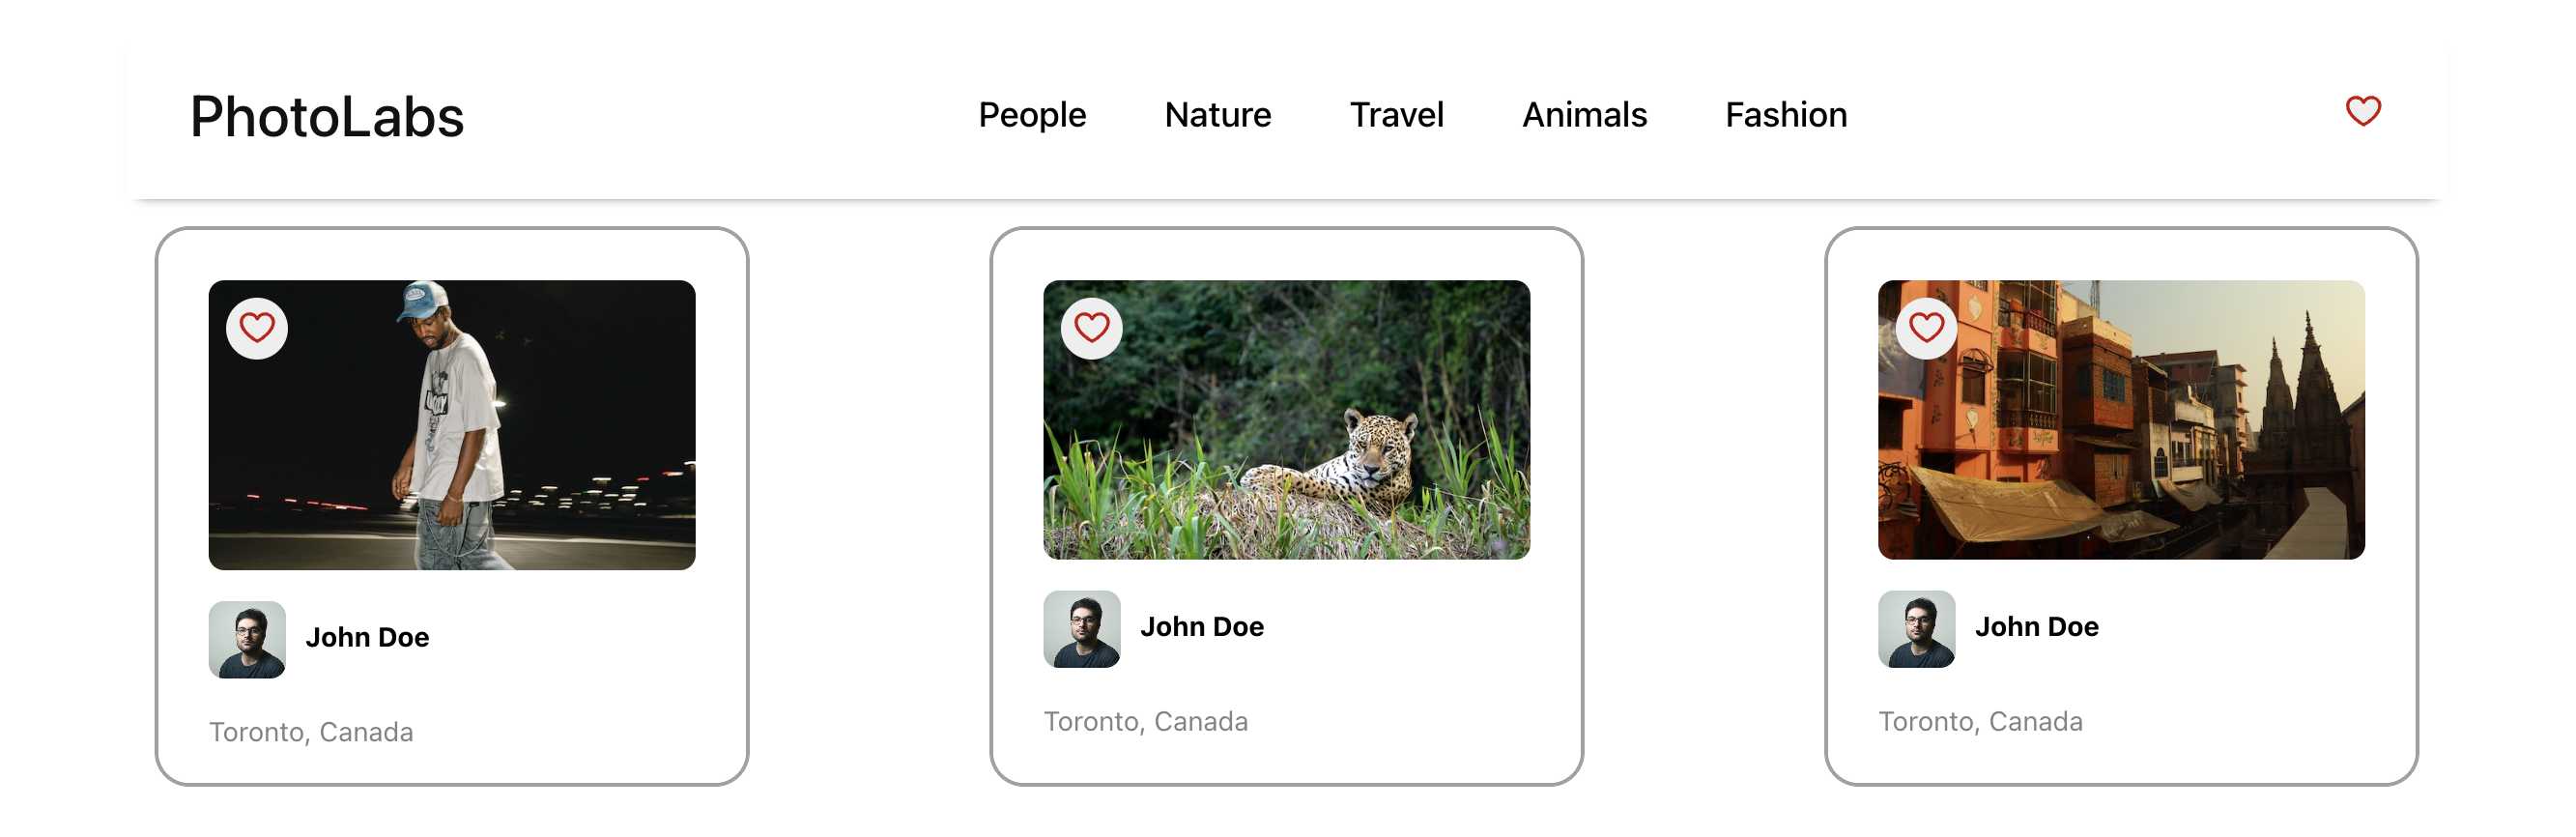 PhotoLabs
People Nature Travel Animals Fashion
John Doe
Toronto, Canada
John Doe
Toronto, Canada
John Doe
Toronto, Canada